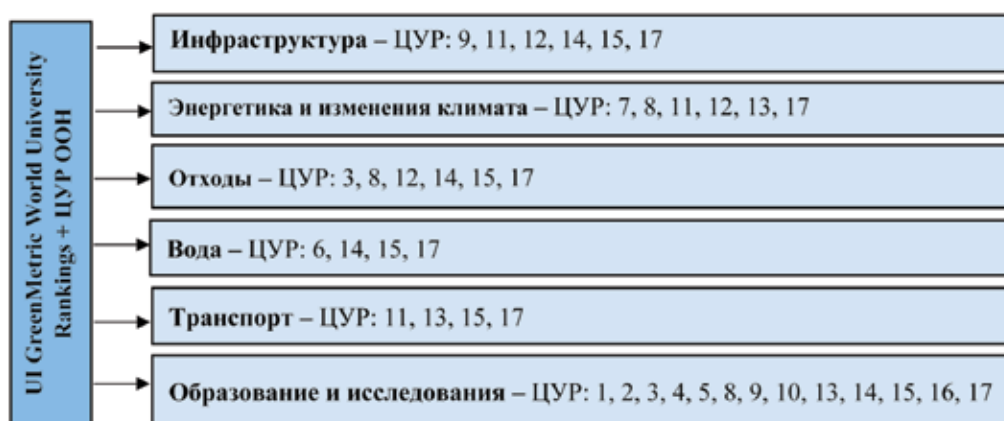 UI GreenMetric World University
Rankings + ЦУР ООН
Инфраструктура – ЦУР: 9, 11, 12, 14, 15, 17
Энергетика и изменения климата – ЦУР: 7, 8, 11, 12, 13, 17
Отходы – ЦУР: 3, 8, 12, 14, 15, 17
Вода – ЦУР: 6, 14, 15, 17
Транспорт – ЦУР: 11, 13, 15, 17
Образование и исследования – ЦУР: 1, 2, 3, 4, 5, 8, 9, 10, 13, 14, 15, 16, 17